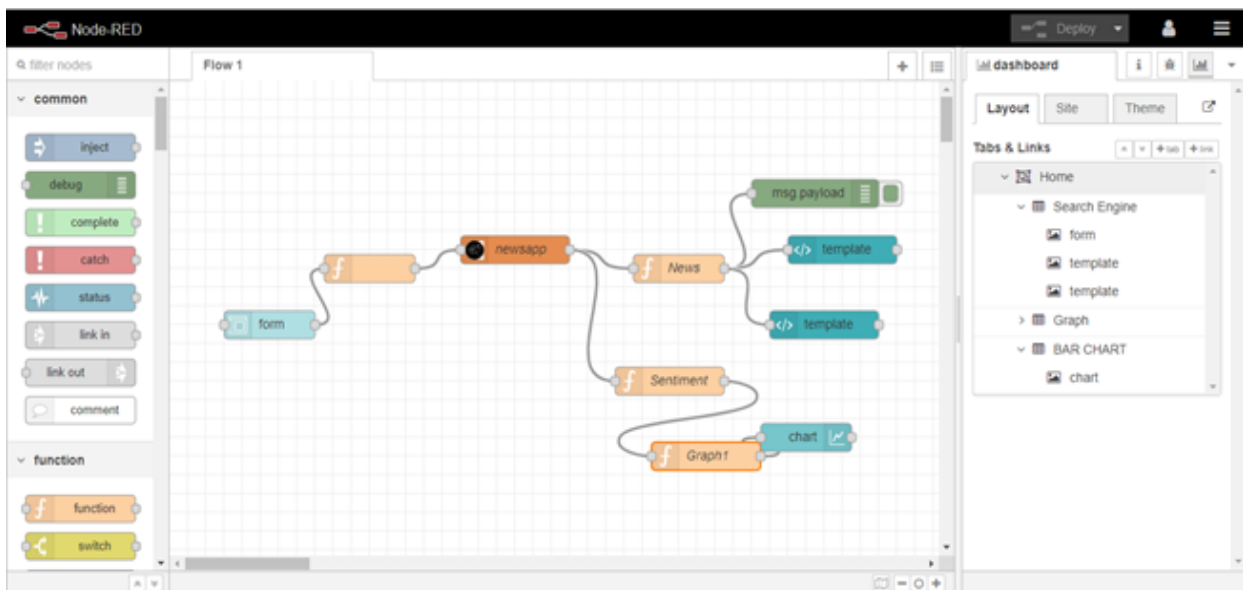 Node-RED
Deploy
filter nodes
Flow 1
dashboard
i
common
Layout
Site
Theme
inject
Tabs & Links
tab
link
debug
msg.payload
Home
complete
newsapp
template
Search Engine
catch
f
f
News
form
status
template
link in
form
template
template
Graph
link out
f
Sentiment
BAR CHART
comment
chart
chart
function
f
Graph1
f
function
switch